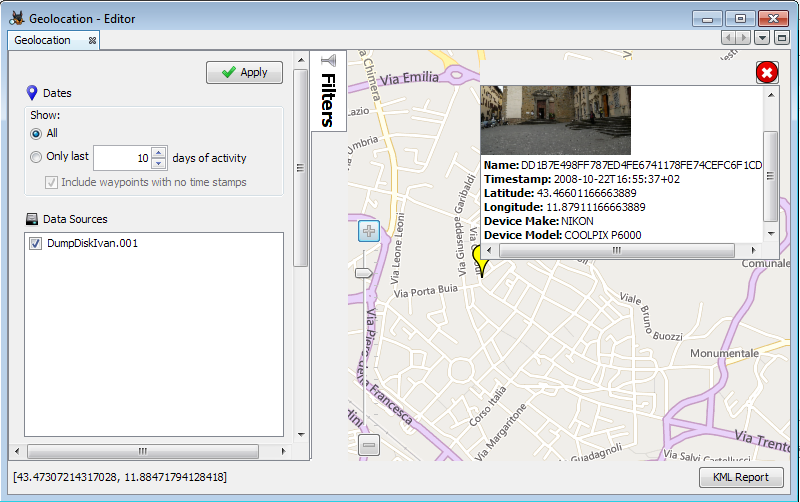 Geolocation - Editor
Geolocation
Apply
Dates
Show:
All
Only last 10 days of activity
Include waypoints with no time stamps
Data Sources
DumpDiskIvan.001
Filters
Via Emilia
Via Chimera
Via Leone Leoni
Via Giuseppe Garibaldi
Via Porta Buia
Via Piero della Francesca
Corso Italia
Via Margaritone
Viale Bruno Buozzi
Monumentale
Comunale
Via Trento
Via Salvi Castellucci
Guadagnoli
Name: DD1B7E498FF787ED4FE6741178FE74CEFC6F1CD
Timestamp: 2008-10-22T16:55:37+02
Latitude: 43.46601166663889
Longitude: 11.87911166663889
Device Make: NIKON
Device Model: COOLPIX P6000
[43.47307214317028, 11.88471794128418]
KML Report